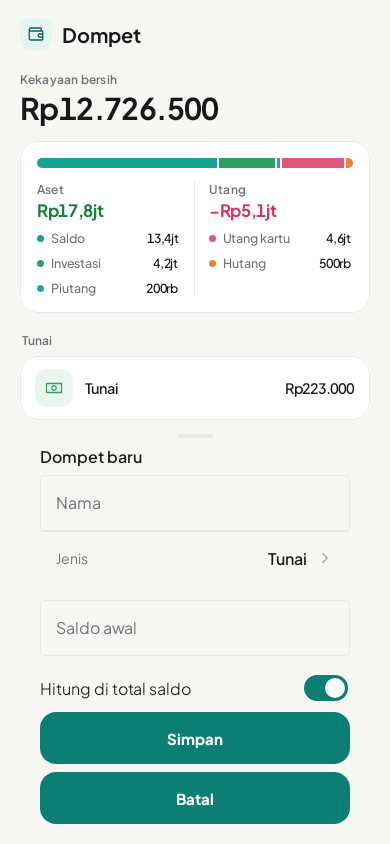 Dompet
Kekayaan bersih
Rp12.726.500
Aset
Rp17,8jt
Saldo 13,4jt
Investasi 4,2jt
Piutang 200rb
Utang
-Rp5,1jt
Utang kartu 4,6jt
Hutang 500rb
Tunai
Tunai Rp223.000
Dompet baru
Nama
Jenis Tunai
Saldo awal
Hitung di total saldo
Simpan
Batal